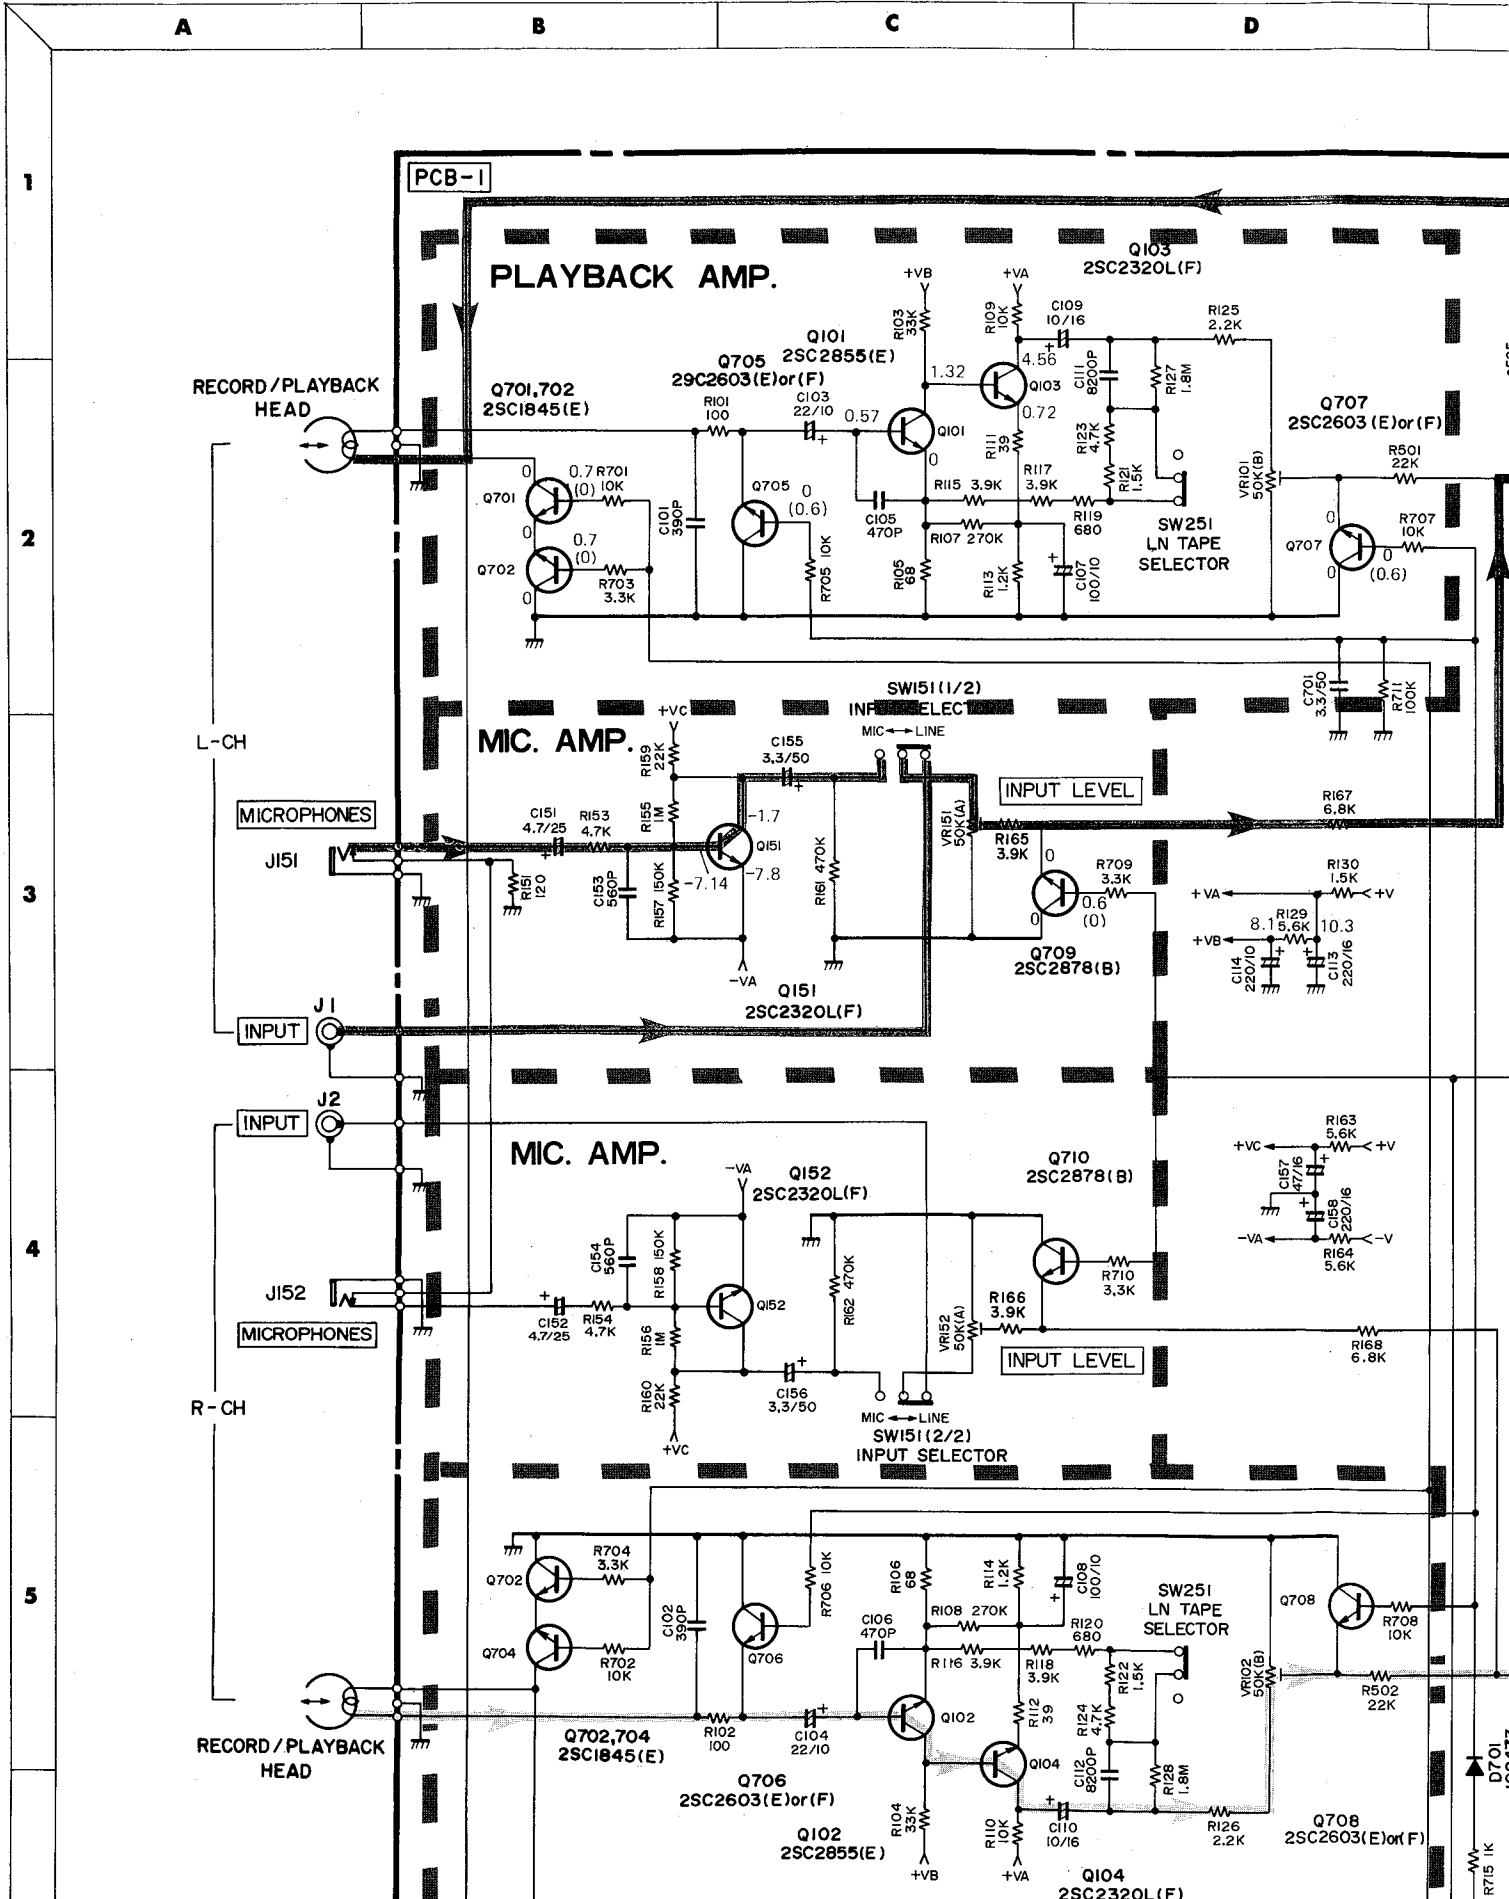 A
B
C
D
1
PCB-1
PLAYBACK AMP.
Q103
2SC2320L(F)
+VB
+VA
R103
33K
R109
10K
C109
10/16
+
R125
2.2K
Q101
2SC2855(E)
4.56
1.32
Q103
0.72
C111
8200P
R127
1.8M
Q705
29C2603(E)or(F)
RECORD/PLAYBACK
HEAD
Q701,702
2SC1845(E)
R101
100
C103
22/10
+
0.57
Q101
0
R111
39
R123
4.7K
R121
1.5K
Q707
2SC2603(E)or(F)
R501
22K
0
0.7
(0)
R701
10K
Q701
0
0.7
(0)
Q702
R703
3.3K
0
C101
390P
Q705
0
(0.6)
R705 10K
C105
470P
R115 3.9K
R117
3.9K
R107 270K
R119
680
R105
68
R113
1.2K
+
C107
100/10
SW251
LN TAPE
SELECTOR
VR101
50K(B)
0
Q707
0
R707
10K
0
(0.6)
2
C701
3.3/50
R711
100K
L-CH
SW151(1/2)
INPUT SELECTOR
MIC↔LINE
MIC. AMP.
+VC
R159
22K
C155
3.3/50
+
R155
1M
INPUT LEVEL
R167
6.8K
MICROPHONES
J151
C151
4.7/25
+
R153
4.7K
R151
120
C153
560P
R157 150K
-1.7
Q151
-7.14
-7.8
R161 470K
VR151
50K(A)
R165
3.9K
0
R709
3.3K
0.6
(0)
0
R130
1.5K
+VA
+V
8.1
R129
5.6K
10.3
+VB
C114
220/10
+
+
C113
220/16
3
-VA
Q709
2SC2878(B)
Q151
2SC2320L(F)
J1
INPUT
J2
INPUT
MIC. AMP.
-VA
Q152
2SC2320L(F)
Q710
2SC2878(B)
R163
5.6K
+VC
+V
C157
47/16
+
+
C158
220/16
-VA
-V
R164
5.6K
4
C154
560P
R158 150K
R162 470K
R710
3.3K
J152
MICROPHONES
+
C152
4.7/25
R154
4.7K
R156
1M
Q152
VR152
50K(A)
R166
3.9K
INPUT LEVEL
R168
6.8K
R160
22K
+
C156
3.3/50
+VC
MIC↔LINE
SW151(2/2)
INPUT SELECTOR
R-CH
5
R704
3.3K
Q702
Q704
R702
10K
C102
390P
Q706
R706 10K
R106
68
R114
1.2K
+
C108
100/10
C106
470P
R108 270K
R116 3.9K
R118
3.9K
R120
680
SW251
LN TAPE
SELECTOR
R122
1.5K
R124
4.7K
R112
39
VR102
50K(B)
Q708
R708
10K
R502
22K
RECORD/PLAYBACK
HEAD
Q702,704
2SC1845(E)
R102
100
+
C104
22/10
Q102
Q104
C112
8200P
R128
1.8M
D701
Q706
2SC2603(E)or(F)
R104
33K
R110
10K
+
C110
10/16
R126
2.2K
Q708
2SC2603(E)or(F)
Q102
2SC2855(E)
+VB
+VA
Q104
2SC2320L(F)
R715 1K